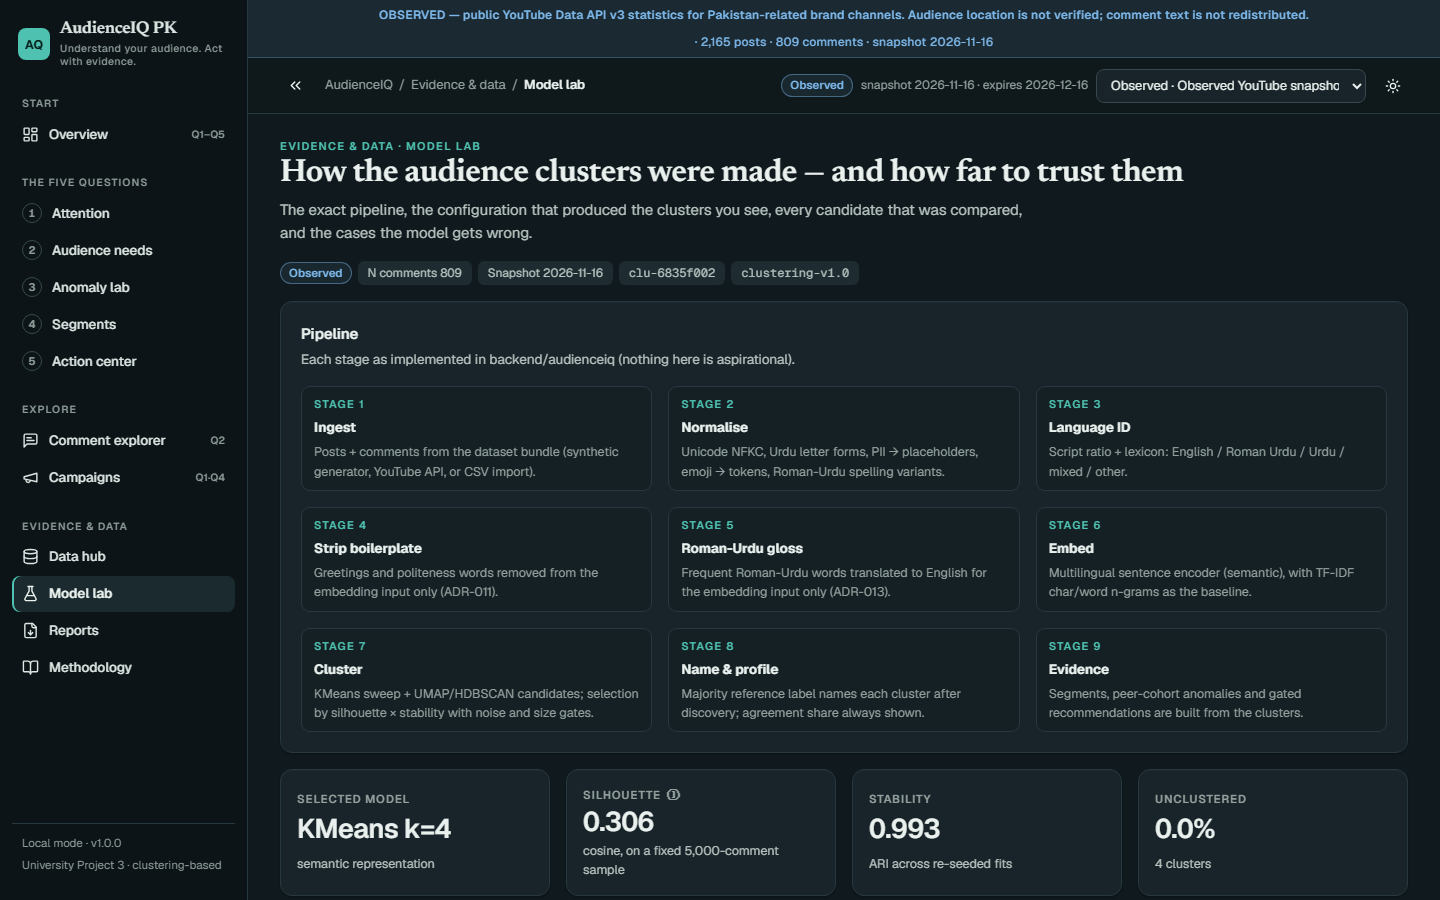 AQ
AudienceIQ PK
Understand your audience. Act
with evidence.
START
Overview Q1–Q5
THE FIVE QUESTIONS
1 Attention
2 Audience needs
3 Anomaly lab
4 Segments
5 Action center
EXPLORE
Comment explorer Q2
Campaigns Q1-Q4
EVIDENCE & DATA
Data hub
Model lab
Reports
Methodology
Local mode · v1.0.0
University Project 3 · clustering-based
OBSERVED — public YouTube Data API v3 statistics for Pakistan-related brand channels. Audience location is not verified; comment text is not redistributed.
· 2,165 posts · 809 comments · snapshot 2026-11-16
« AudienceIQ / Evidence & data / Model lab
Observed snapshot 2026-11-16 · expires 2026-12-16 Observed · Observed YouTube snapsho
EVIDENCE & DATA · MODEL LAB
How the audience clusters were made — and how far to trust them
The exact pipeline, the configuration that produced the clusters you see, every candidate that was compared,
and the cases the model gets wrong.
Observed N comments 809 Snapshot 2026-11-16 clu-6835f002 clustering-v1.0
Pipeline
Each stage as implemented in backend/audienceiq (nothing here is aspirational).
STAGE 1
Ingest
Posts + comments from the dataset bundle (synthetic
generator, YouTube API, or CSV import).
STAGE 2
Normalise
Unicode NFKC, Urdu letter forms, PII → placeholders,
emoji → tokens, Roman-Urdu spelling variants.
STAGE 3
Language ID
Script ratio + lexicon: English / Roman Urdu / Urdu /
mixed / other.
STAGE 4
Strip boilerplate
Greetings and politeness words removed from the
embedding input only (ADR-011).
STAGE 5
Roman-Urdu gloss
Frequent Roman-Urdu words translated to English for
the embedding input only (ADR-013).
STAGE 6
Embed
Multilingual sentence encoder (semantic), with TF-IDF
char/word n-grams as the baseline.
STAGE 7
Cluster
KMeans sweep + UMAP/HDBSCAN candidates; selection
by silhouette × stability with noise and size gates.
STAGE 8
Name & profile
Majority reference label names each cluster after
discovery; agreement share always shown.
STAGE 9
Evidence
Segments, peer-cohort anomalies and gated
recommendations are built from the clusters.
SELECTED MODEL
KMeans k=4
semantic representation
SILHOUETTE
0.306
cosine, on a fixed 5,000-comment
sample
STABILITY
0.993
ARI across re-seeded fits
UNCLUSTERED
0.0%
4 clusters